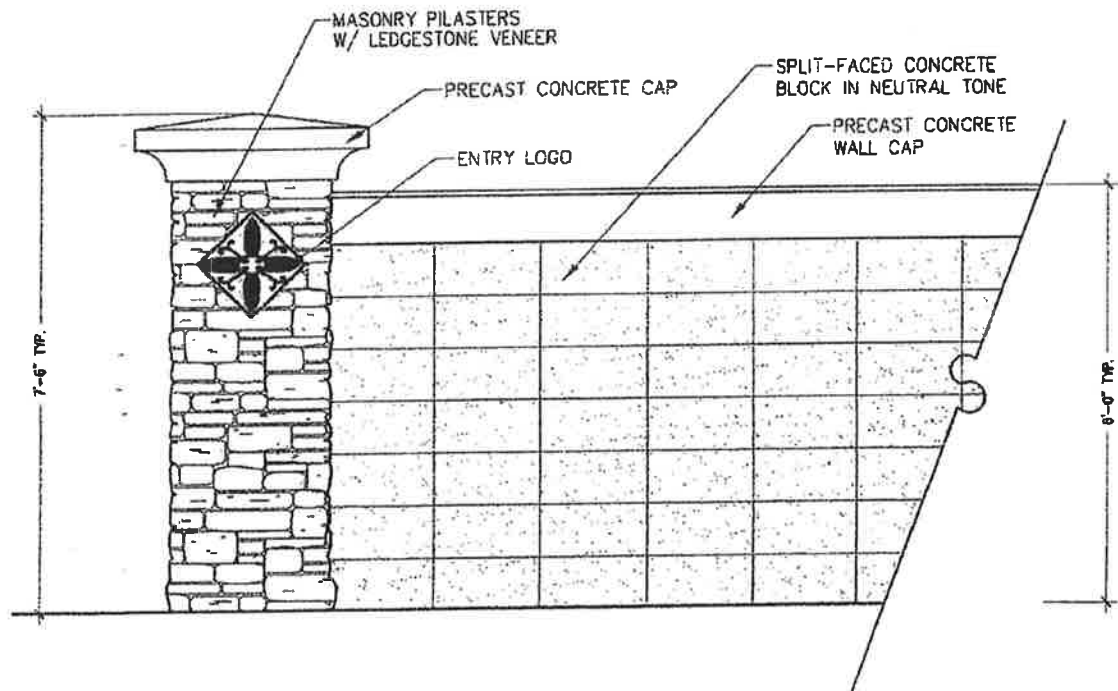 MASONRY PILASTERS
W/ LEDGESTONE VENEER
PRECAST CONCRETE CAP
ENTRY LOGO
SPLIT-FACED CONCRETE
BLOCK IN NEUTRAL TONE
PRECAST CONCRETE
WALL CAP
7'-6" TYP.
6'-0" TYP.